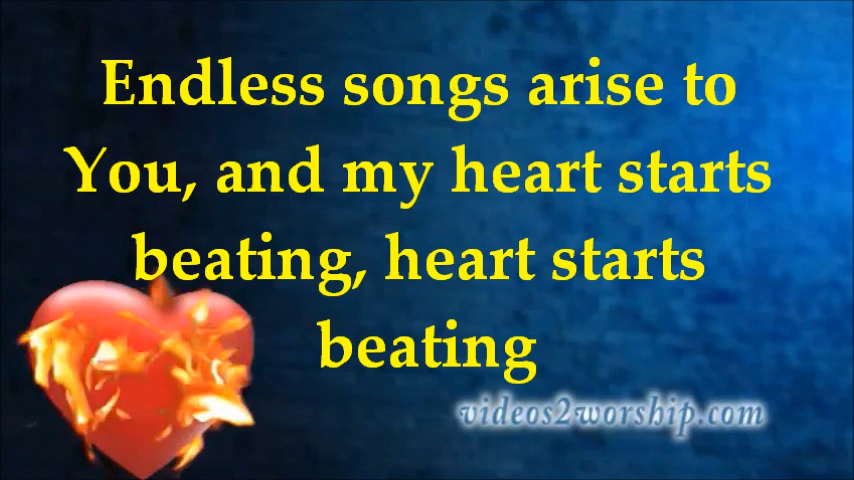 Endless songs arise to
You, and my heart starts
beating, heart starts
beating
videos2worship.com